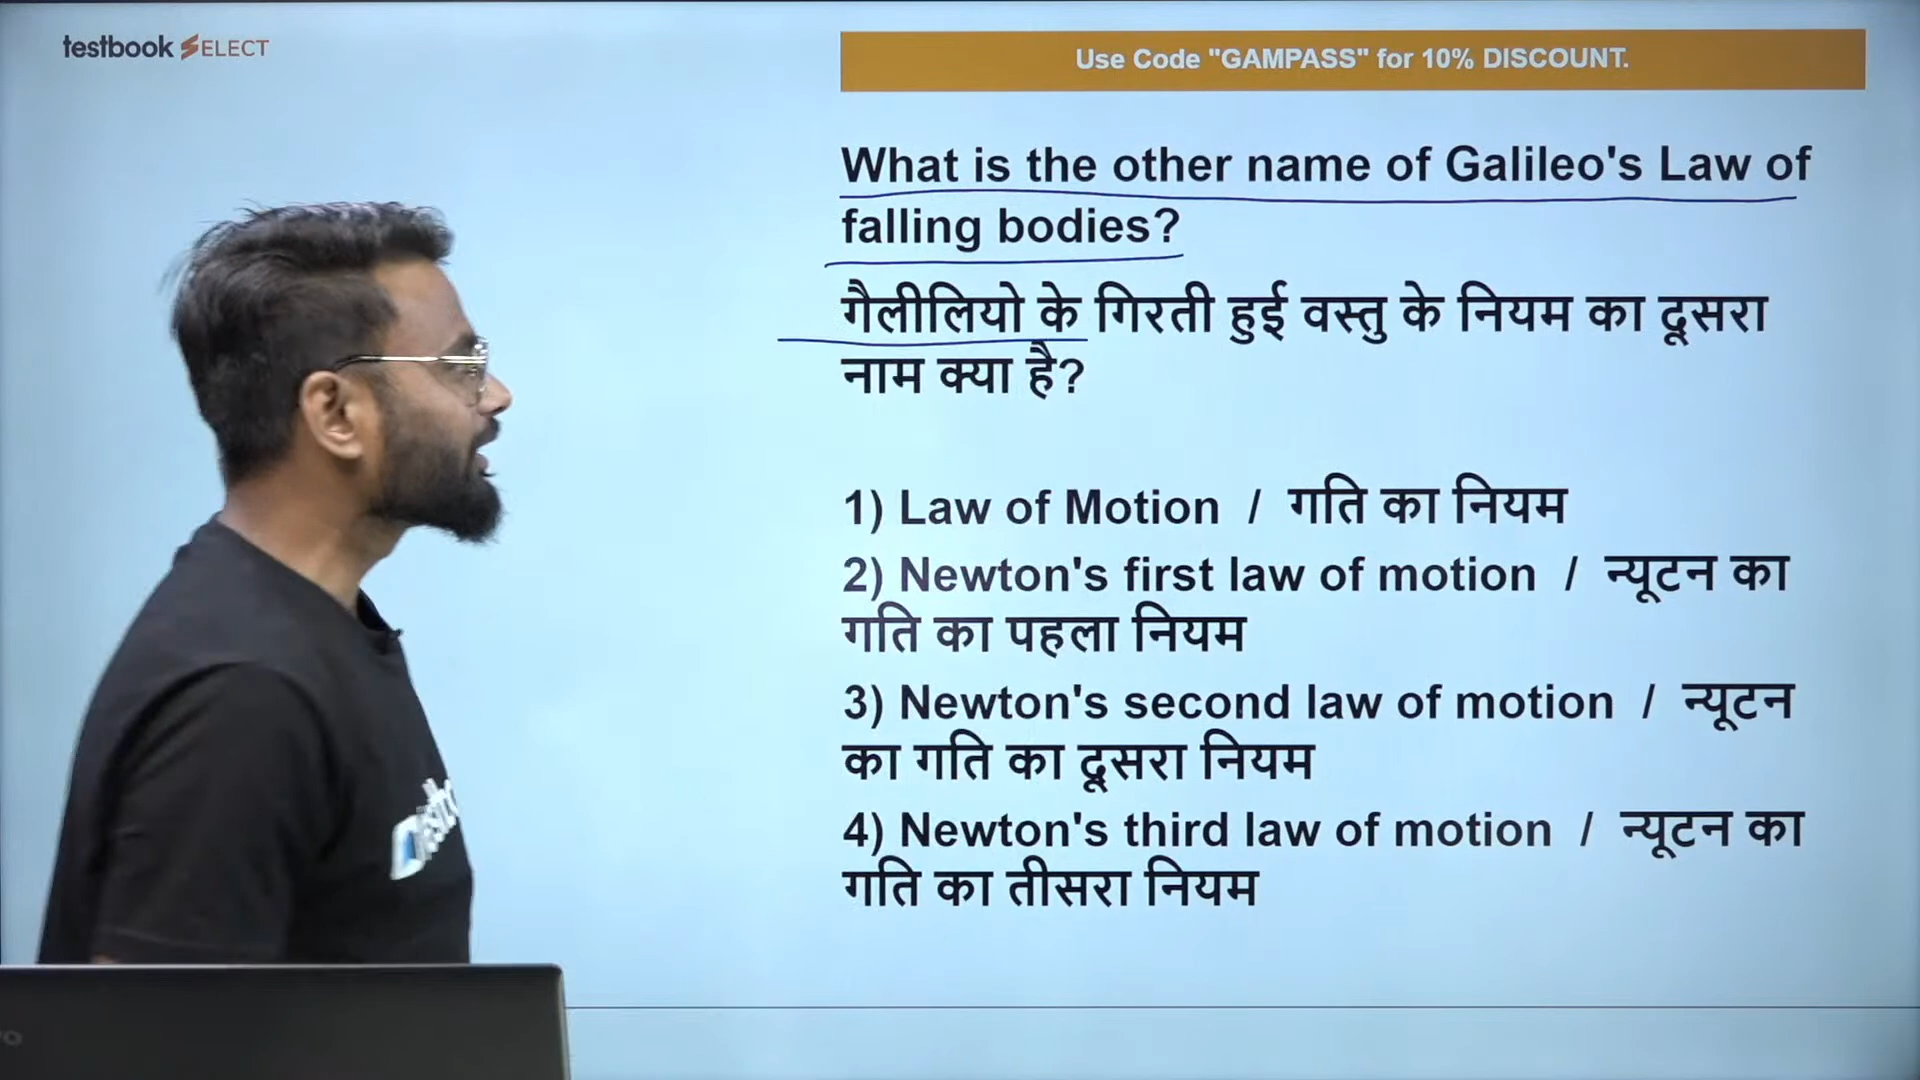 testbook SELECT
Use Code "GAMPASS" for 10% DISCOUNT.
What is the other name of Galileo's Law of
falling bodies?
गैलीलियो के गिरती हुई वस्तु के नियम का दूसरा
नाम क्या है?
1) Law of Motion / गति का नियम
2) Newton's first law of motion / न्यूटन का
गति का पहला नियम
3) Newton's second law of motion / न्यूटन
का गति का दूसरा नियम
4) Newton's third law of motion / न्यूटन का
गति का तीसरा नियम